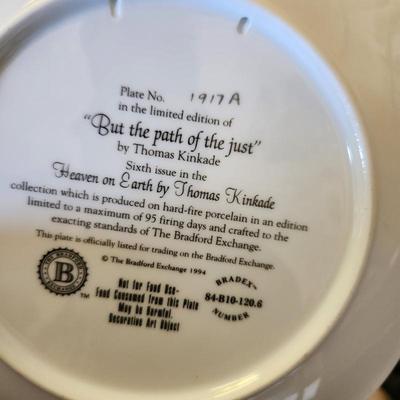 Plate No. 1917A
in the limited edition of
"But the path of the just"
by Thomas Kinkade
Sixth issue in the
Heaven on Earth by Thomas Kinkade
collection which is produced on hard-fire porcelain in an edition
limited to a maximum of 95 firing days and crafted to the
exacting standards of The Bradford Exchange.
This plate is officially listed for trading on the Bradford Exchange.
© The Bradford Exchange 1994
B
™
Not for Food Use-
Food Consumed from this Plate
May be Harmful.
Decorative Art Object
BRADEX™
84-B10-120.6
NUMBER